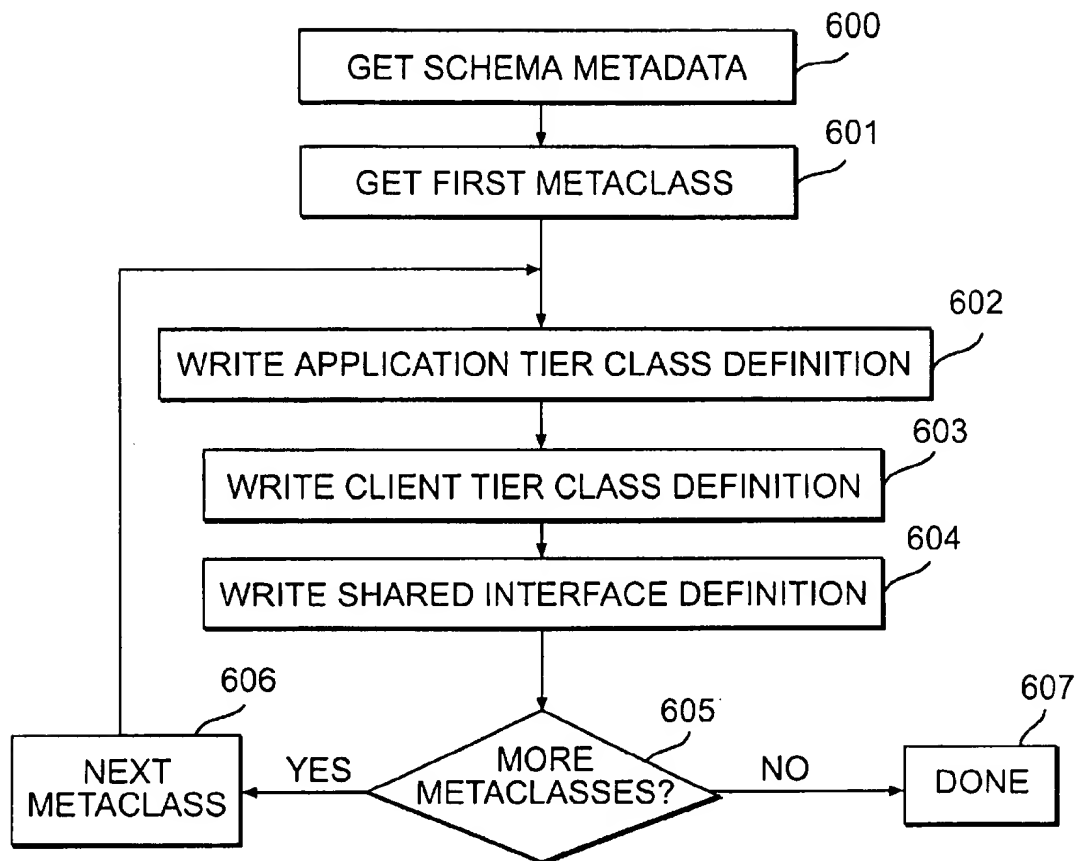 600
GET SCHEMA METADATA
601
GET FIRST METACLASS
602
WRITE APPLICATION TIER CLASS DEFINITION
603
WRITE CLIENT TIER CLASS DEFINITION
604
WRITE SHARED INTERFACE DEFINITION
606
NEXT
METACLASS
YES
605
MORE
METACLASSES?
NO
607
DONE